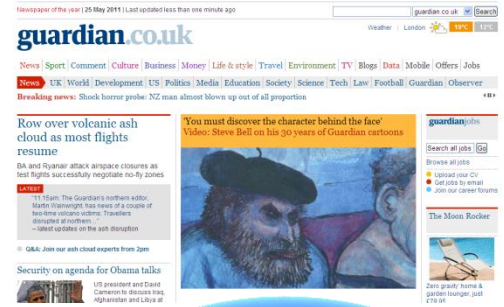 Newspaper of the year | 25 May 2011 | Last updated less than one minute ago
guardian.co.uk
Search
Weather
London
19°C
12°C
guardian.co.uk
News Sport Comment Culture Business Money Life & style Travel Environment TV Blogs Data Mobile Offers Jobs
News UK World Development US Politics Media Education Society Science Tech Law Football Guardian Observer
Breaking news: Shock horror probe: NZ man almost blown up out of all proportion
Row over volcanic ash
cloud as most flights
resume
BA and Ryanair attack airspace closures as
test flights successfully negotiate no-fly zones
LATEST
"11.15am: The Guardian's northern editor,
Martin Wainwright, has news of a couple of
two-time volcano victims: Travellers
disrupted at northern..."
– latest updates on the ash disruption
Q&A: Join our ash cloud experts from 2pm
Security on agenda for Obama talks
US president and David
Cameron to discuss Iraq,
Afghanistan and Libya at
'You must discover the character behind the face'
Video: Steve Bell on his 30 years of Guardian cartoons
guardianjobs
Search all jobs Go
Browse all jobs
Upload your CV
Get jobs by email
Join our career forums
The Moon Rocker
Zero gravity' home &
garden lounger, just
£79.95